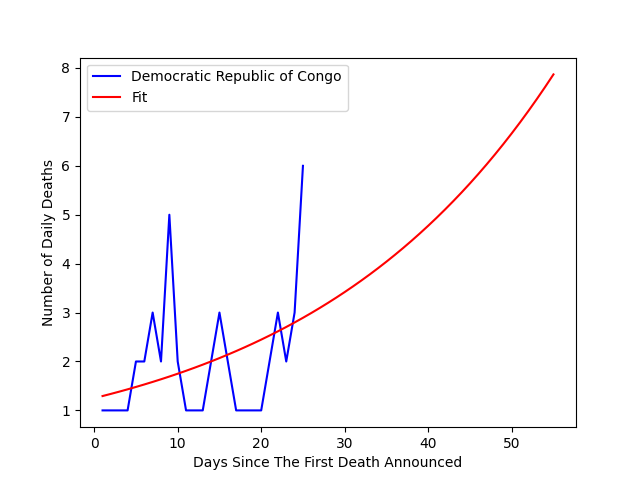 Democratic Republic of Congo
Fit
8
7
6
5
4
3
2
1
Number of Daily Deaths
0 10 20 30 40 50
Days Since The First Death Announced